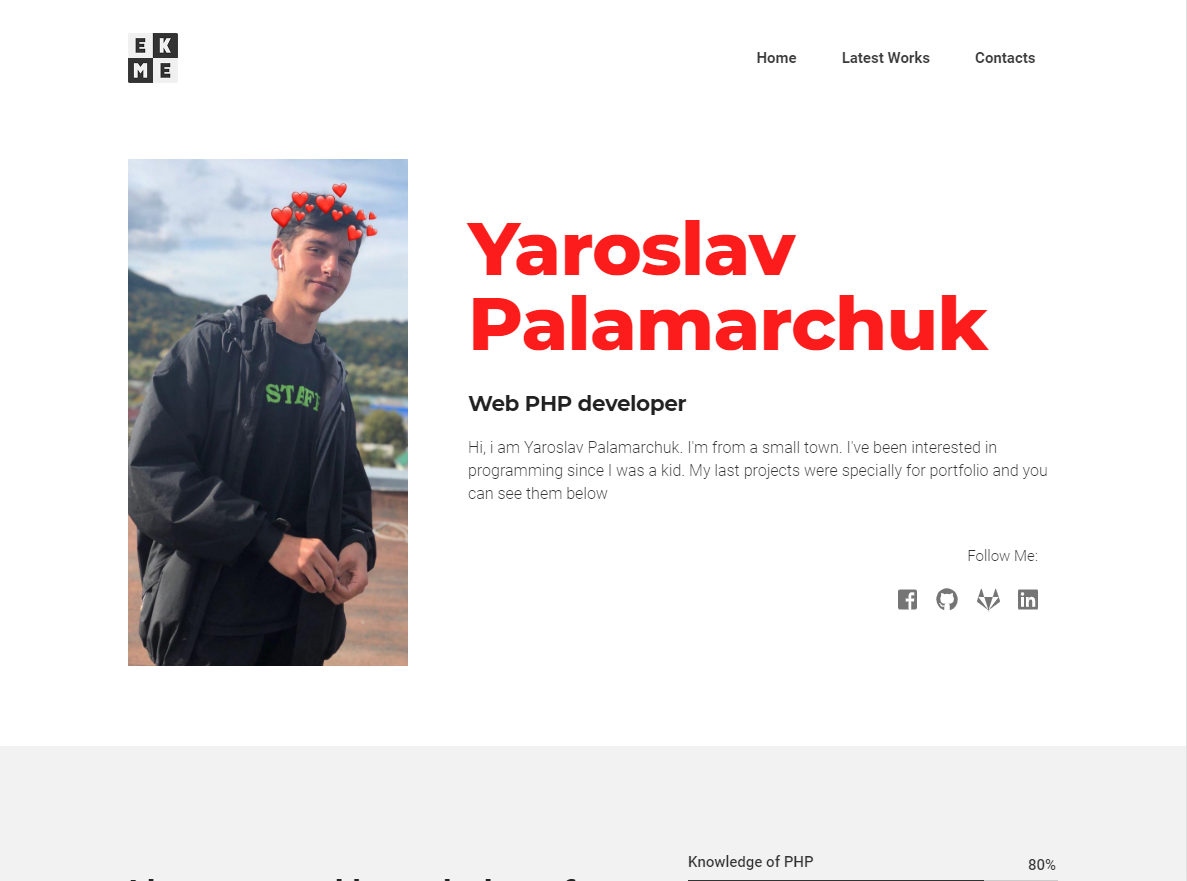 E K
M E
Home Latest Works Contacts
STAFF
Yaroslav
Palamarchuk
Web PHP developer
Hi, i am Yaroslav Palamarchuk. I'm from a small town. I've been interested in
programming since I was a kid. My last projects were specially for portfolio and you
can see them below
Follow Me:
Knowledge of PHP 80%